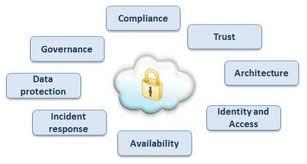 Compliance
Governance
Trust
Data
protection
Architecture
Incident
response
Identity and
Access
Availability